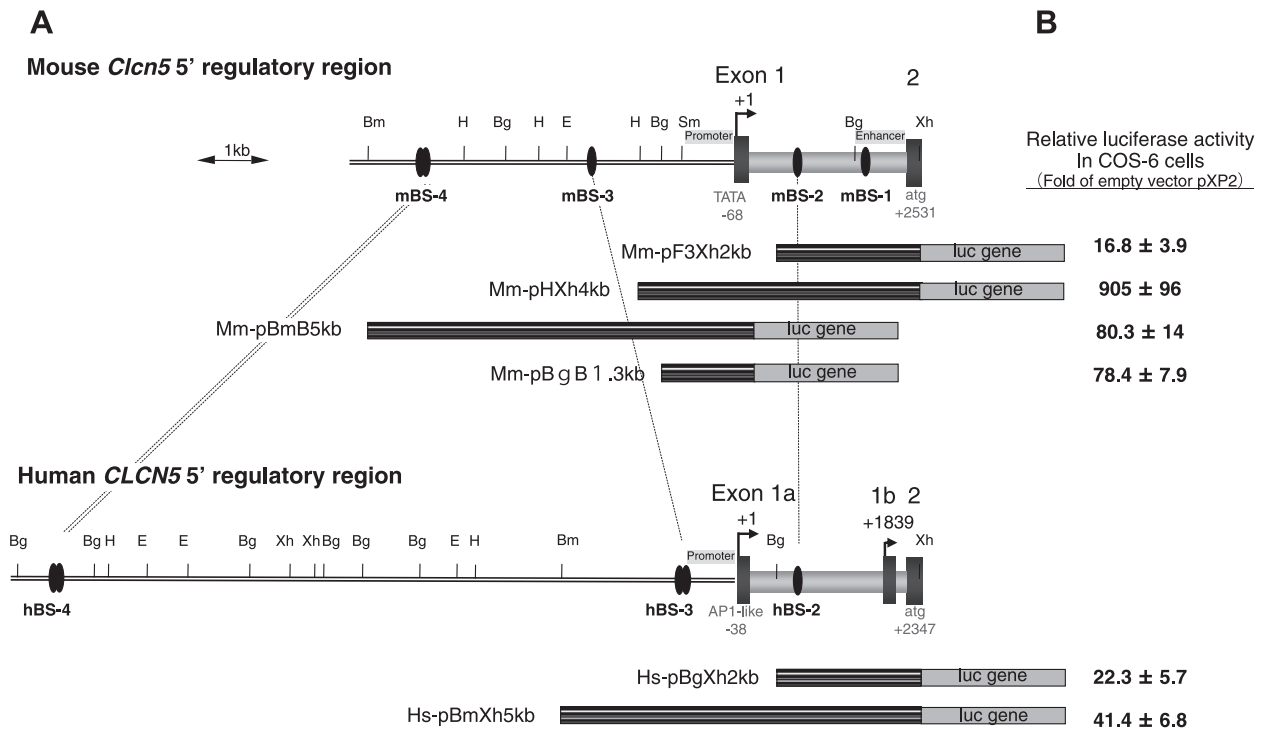 A
B
Mouse Clcn5 5’ regulatory region
Exon 1
2
+1
Bm H Bg H E H Bg Sm Promoter Bg Enhancer Xh
1kb
mBS-4 mBS-3 TATA mBS-2 mBS-1 atg
-68 +2531
Relative luciferase activity
In COS-6 cells
(Fold of empty vector pXP2)
Mm-pF3Xh2kb luc gene 16.8 ± 3.9
Mm-pHXh4kb luc gene 905 ± 96
Mm-pBmB5kb luc gene 80.3 ± 14
Mm-pBgB1.3kb luc gene 78.4 ± 7.9
Human CLCN5 5’ regulatory region
Exon 1a 1b 2
+1 +1839
Bg Bg H E E Bg Xh Xh Bg Bg Bg E H Bm Promoter Bg Xh
hBS-4 hBS-3 AP1-like hBS-2 atg
-38 +2347
Hs-pBgXh2kb luc gene 22.3 ± 5.7
Hs-pBmXh5kb luc gene 41.4 ± 6.8